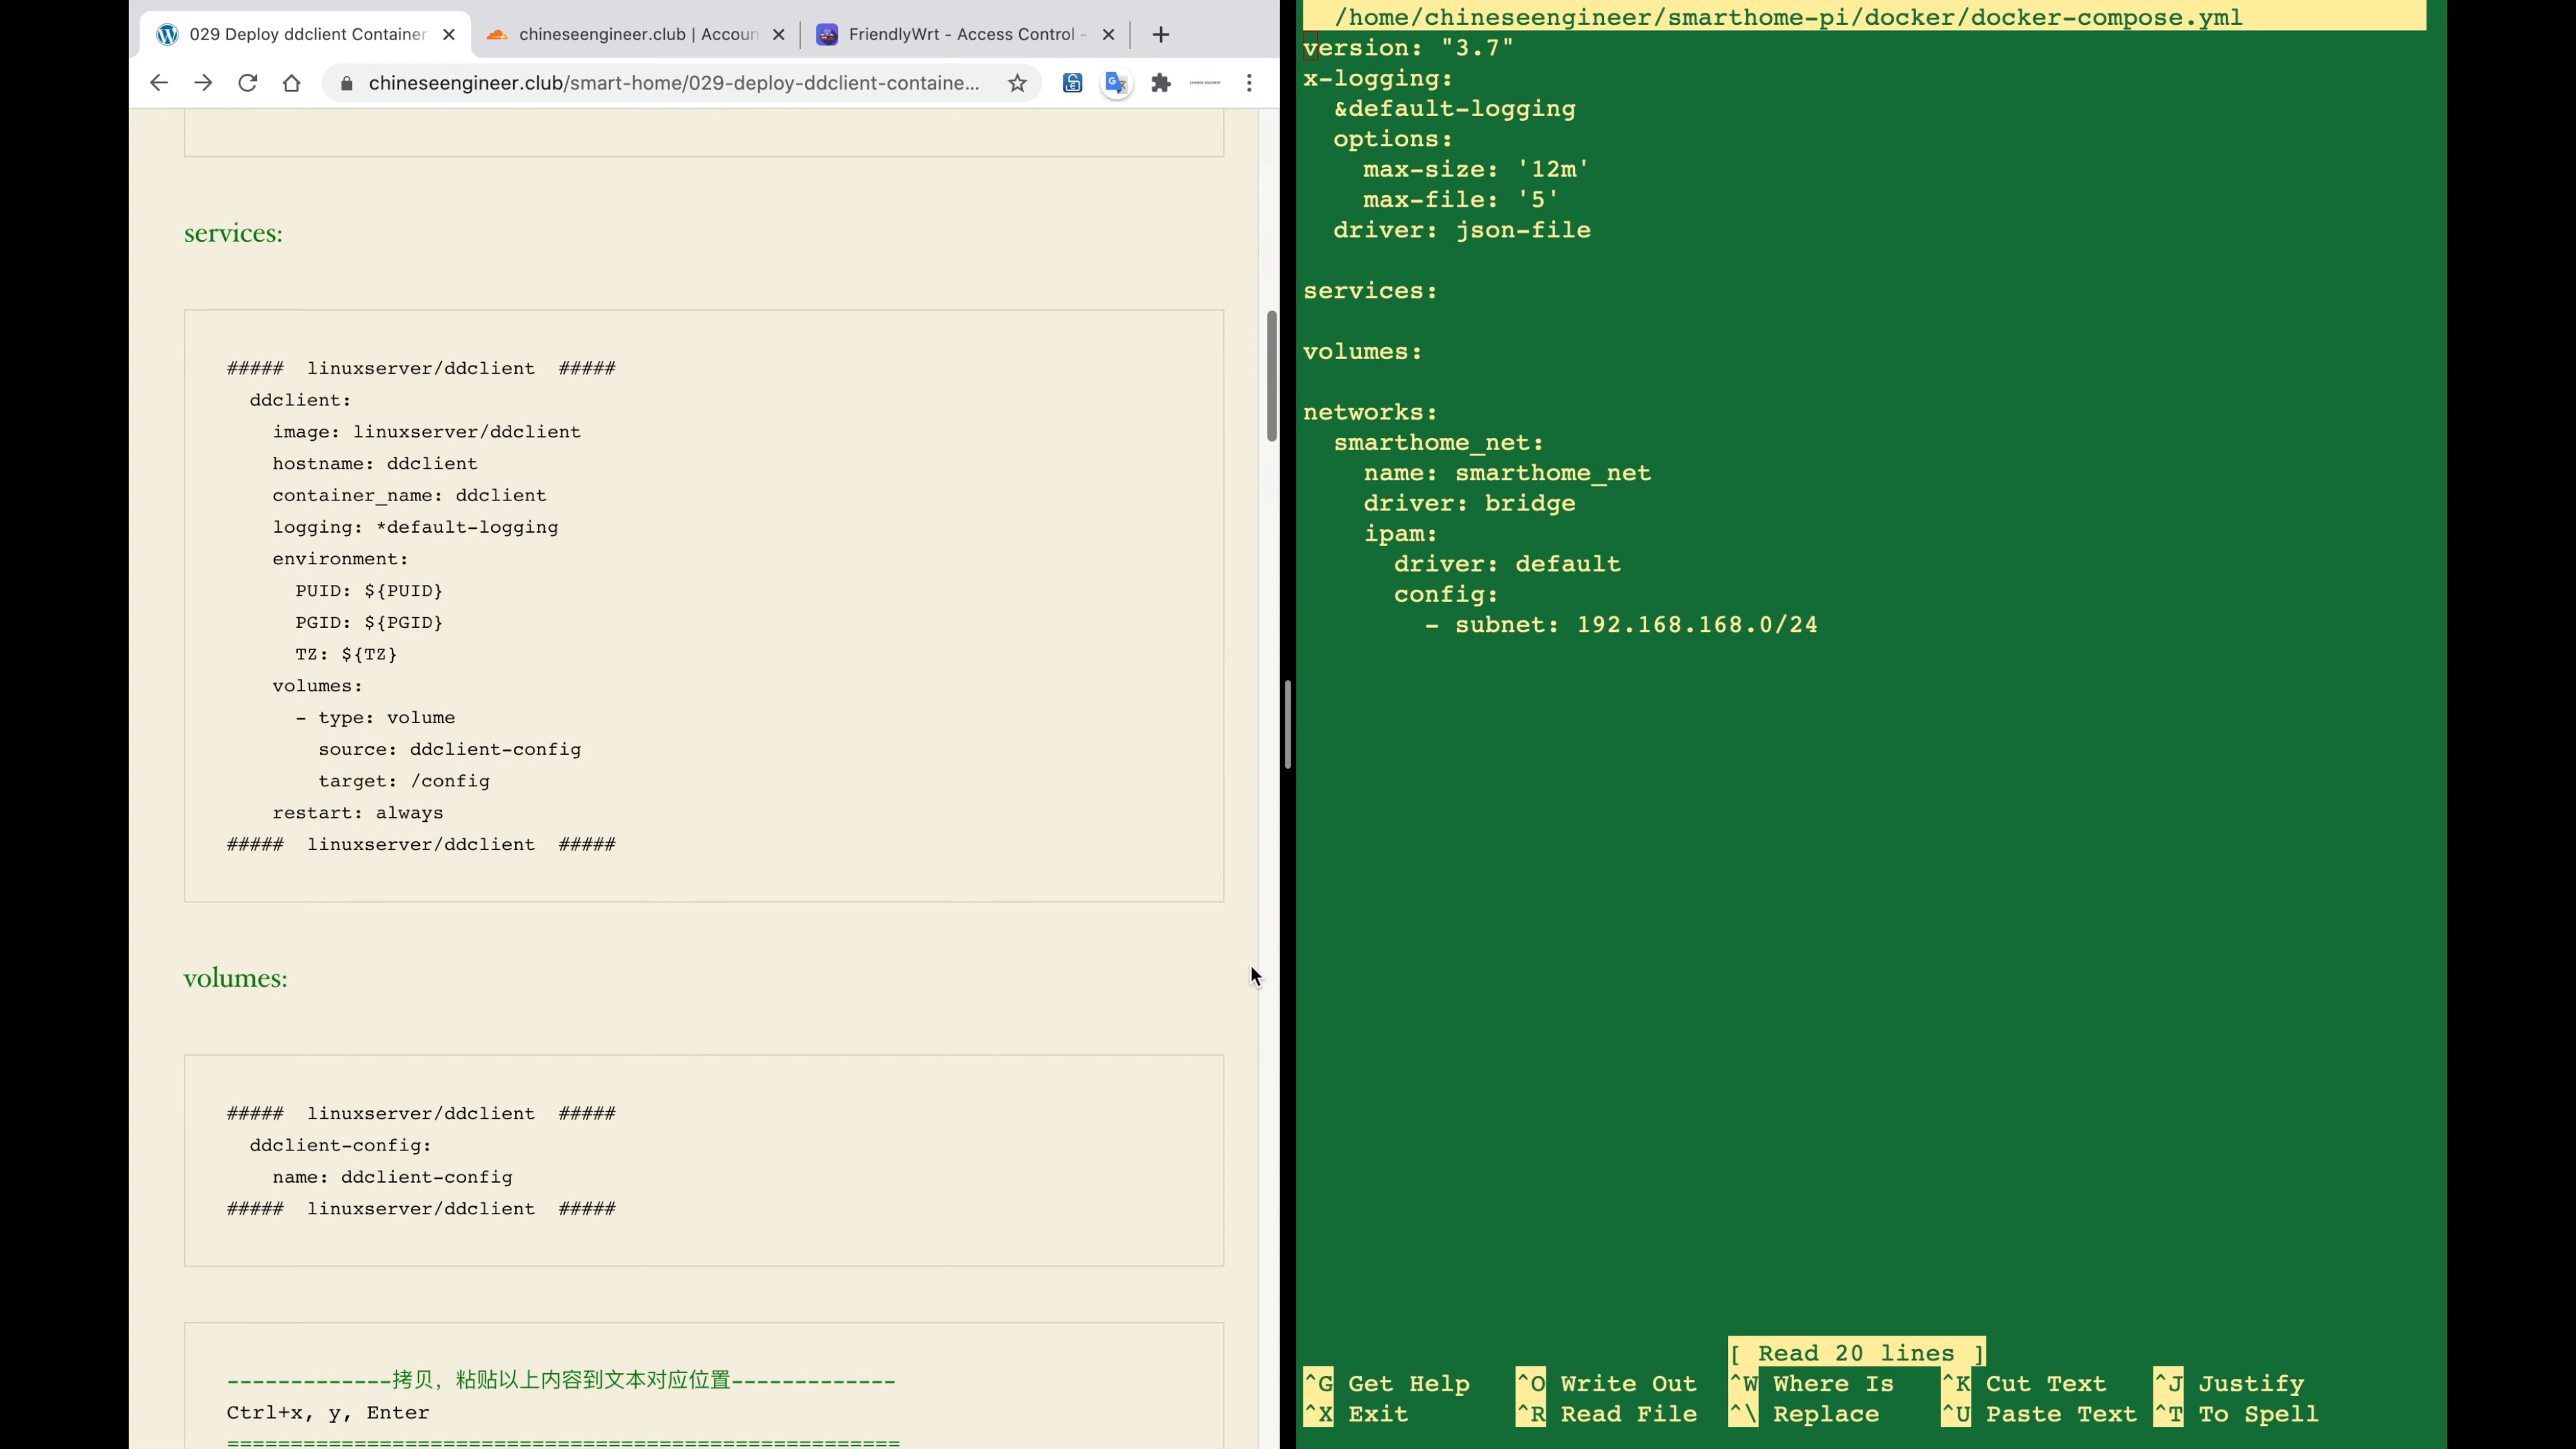 029 Deploy ddclient Container
chineseengineer.club | Accoun
FriendlyWrt - Access Control -
chineseengineer.club/smart-home/029-deploy-ddclient-containe...
services:
##### linuxserver/ddclient #####
ddclient:
image: linuxserver/ddclient
hostname: ddclient
container_name: ddclient
logging: *default-logging
environment:
PUID: ${PUID}
PGID: ${PGID}
TZ: ${TZ}
volumes:
- type: volume
source: ddclient-config
target: /config
restart: always
##### linuxserver/ddclient #####
volumes:
##### linuxserver/ddclient #####
ddclient-config:
name: ddclient-config
##### linuxserver/ddclient #####
-------------拷贝，粘贴以上内容到文本对应位置-------------
Ctrl+x, y, Enter
=====================================================
/home/chineseengineer/smarthome-pi/docker/docker-compose.yml
version: "3.7"
x-logging:
&default-logging
options:
max-size: '12m'
max-file: '5'
driver: json-file
services:
volumes:
networks:
smarthome_net:
name: smarthome_net
driver: bridge
ipam:
driver: default
config:
- subnet: 192.168.168.0/24
[ Read 20 lines ]
^G Get Help ^O Write Out ^W Where Is ^K Cut Text ^J Justify
^X Exit ^R Read File ^\ Replace ^U Paste Text ^T To Spell